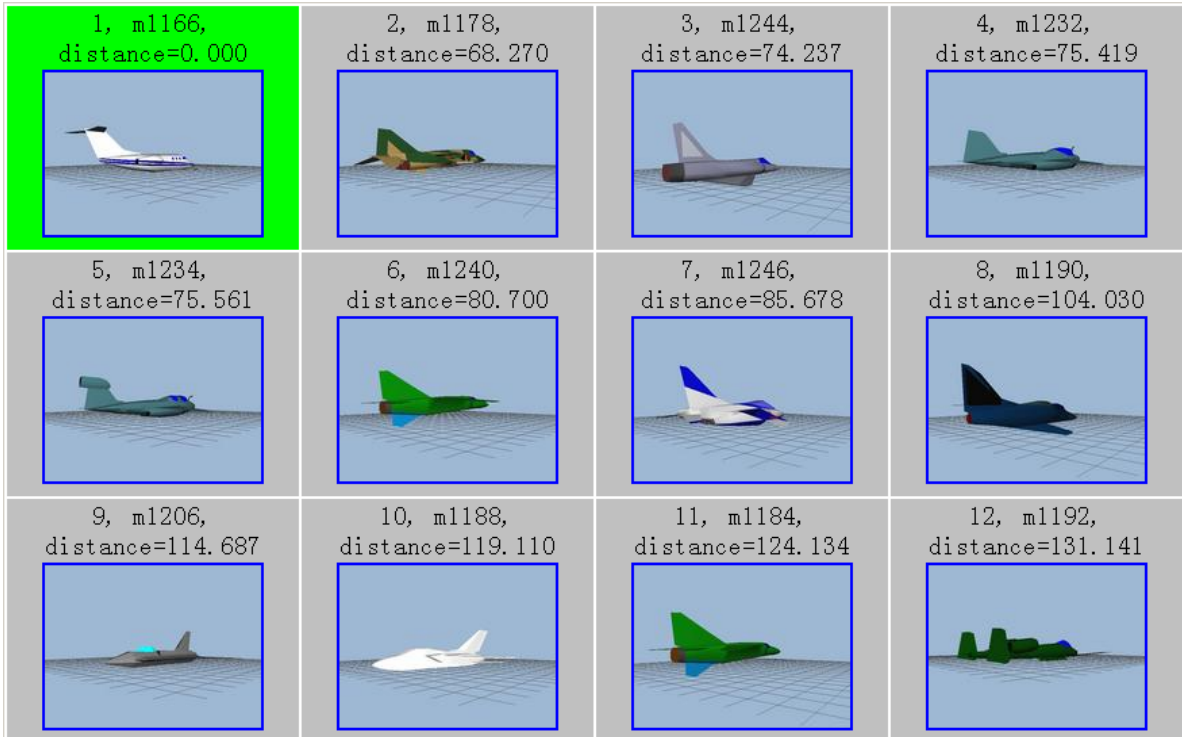 1, m1166,
distance=0.000
2, m1178,
distance=68.270
3, m1244,
distance=74.237
4, m1232,
distance=75.419
5, m1234,
distance=75.561
6, m1240,
distance=80.700
7, m1246,
distance=85.678
8, m1190,
distance=104.030
9, m1206,
distance=114.687
10, m1188,
distance=119.110
11, m1184,
distance=124.134
12, m1192,
distance=131.141